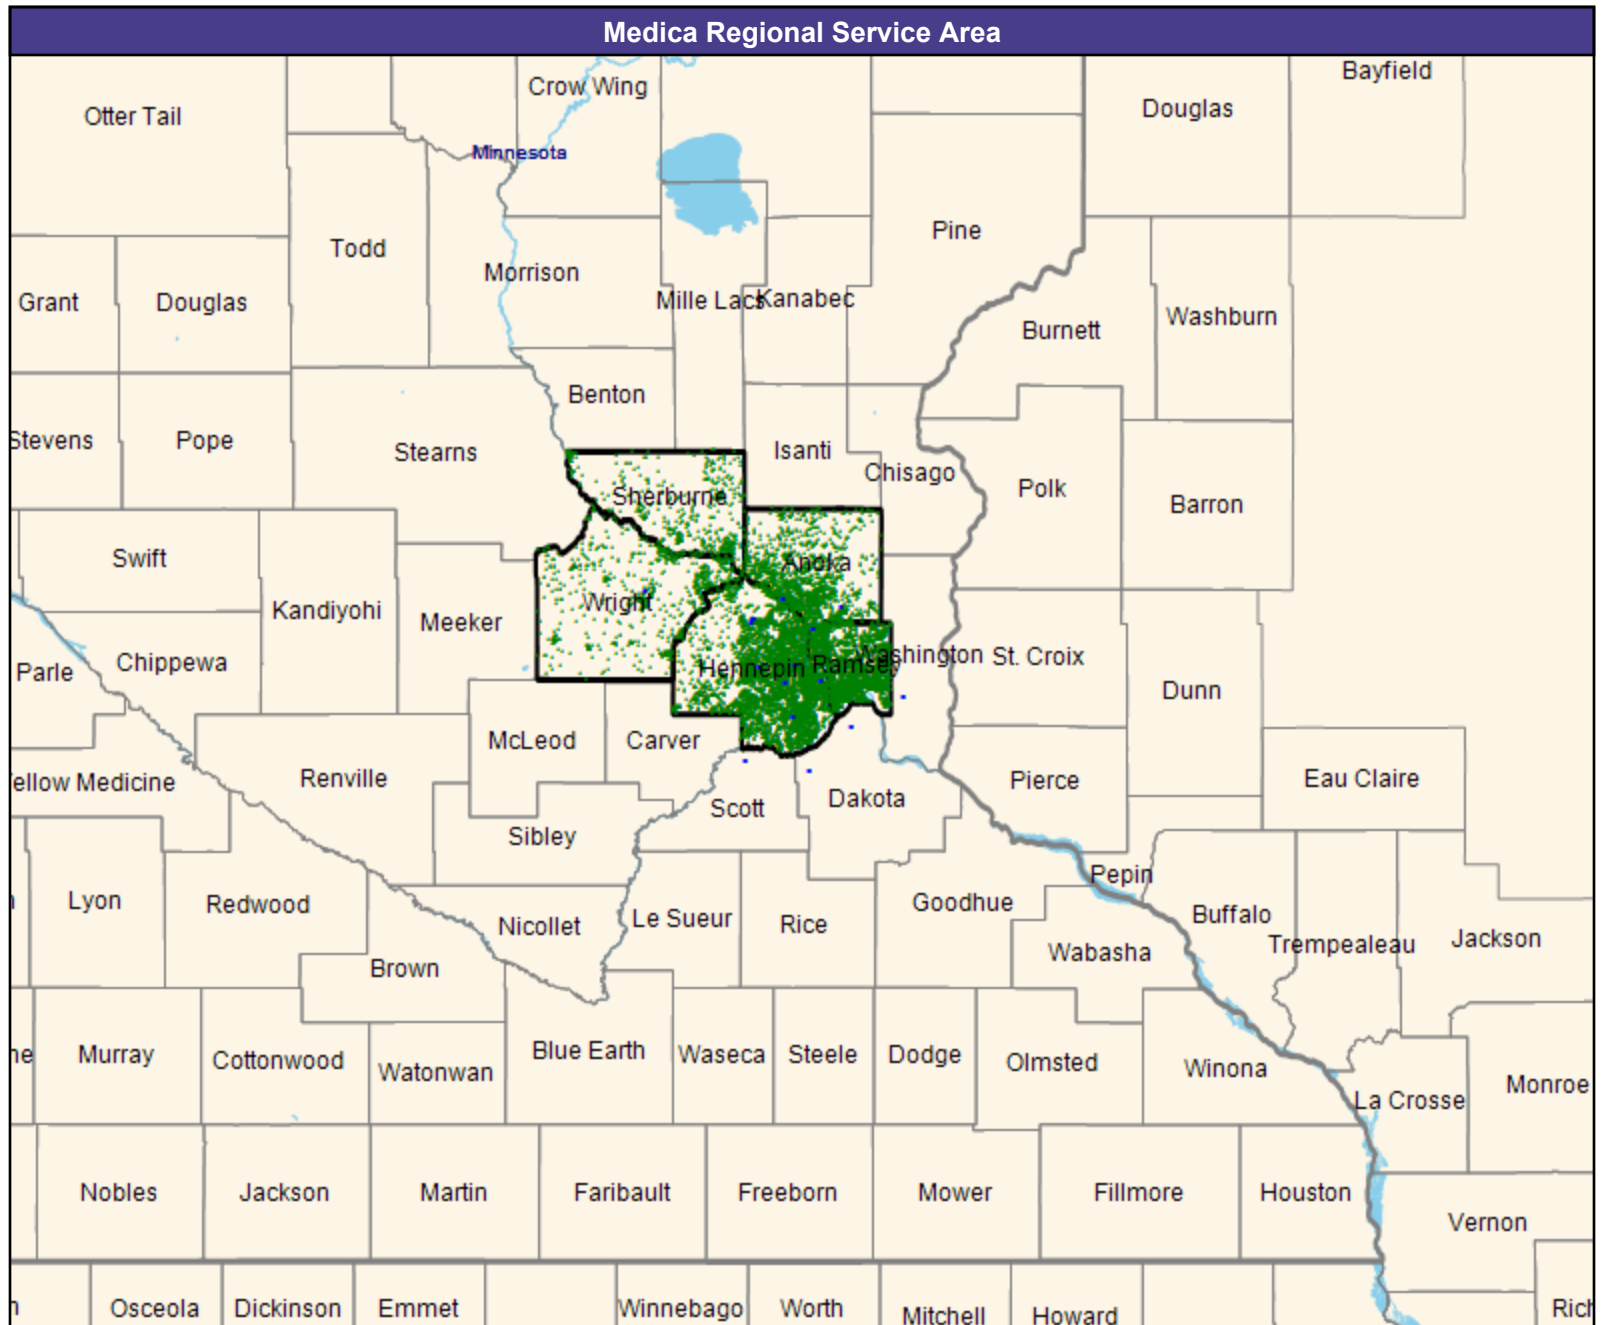 Medica Regional Service Area
Crow Wing
Bayfield
Otter Tail
Douglas
Minnesota
Pine
Todd
Morrison
Grant
Douglas
Mille Lacs
Kanabec
Washburn
Burnett
Benton
Stevens
Pope
Stearns
Isanti
Chisago
Polk
Sherburne
Barron
Swift
Anoka
Wright
Kandiyohi
Meeker
Chippewa
Parle
Hennepin
Ramsey
Washington
St. Croix
Dunn
McLeod
Carver
Renville
ellow Medicine
Pierce
Eau Claire
Scott
Dakota
Sibley
Pepin
Lyon
Redwood
Goodhue
Nicollet
Le Sueur
Rice
Buffalo
Trempealeau
Jackson
Wabasha
Brown
ne
Murray
Cottonwood
Watonwan
Blue Earth
Waseca
Steele
Dodge
Olmsted
Winona
La Crosse
Monroe
Nobles
Jackson
Martin
Faribault
Freeborn
Mower
Fillmore
Houston
Vernon
n
Osceola
Dickinson
Emmet
Winnebago
Worth
Mitchell
Howard
Rich